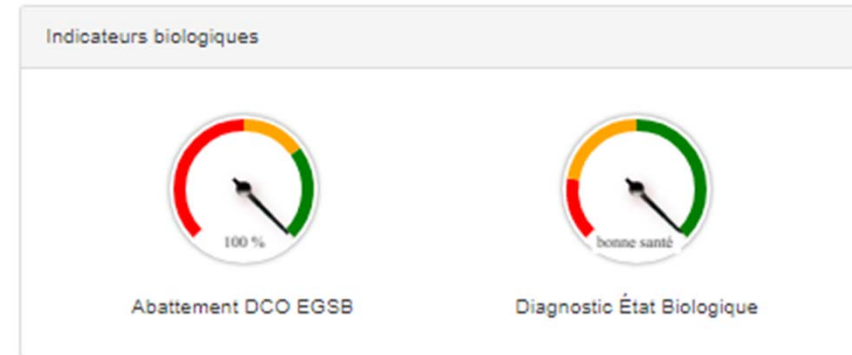 Indicateurs biologiques
100 %
bonne santé
Abattement DCO EGSB
Diagnostic État Biologique